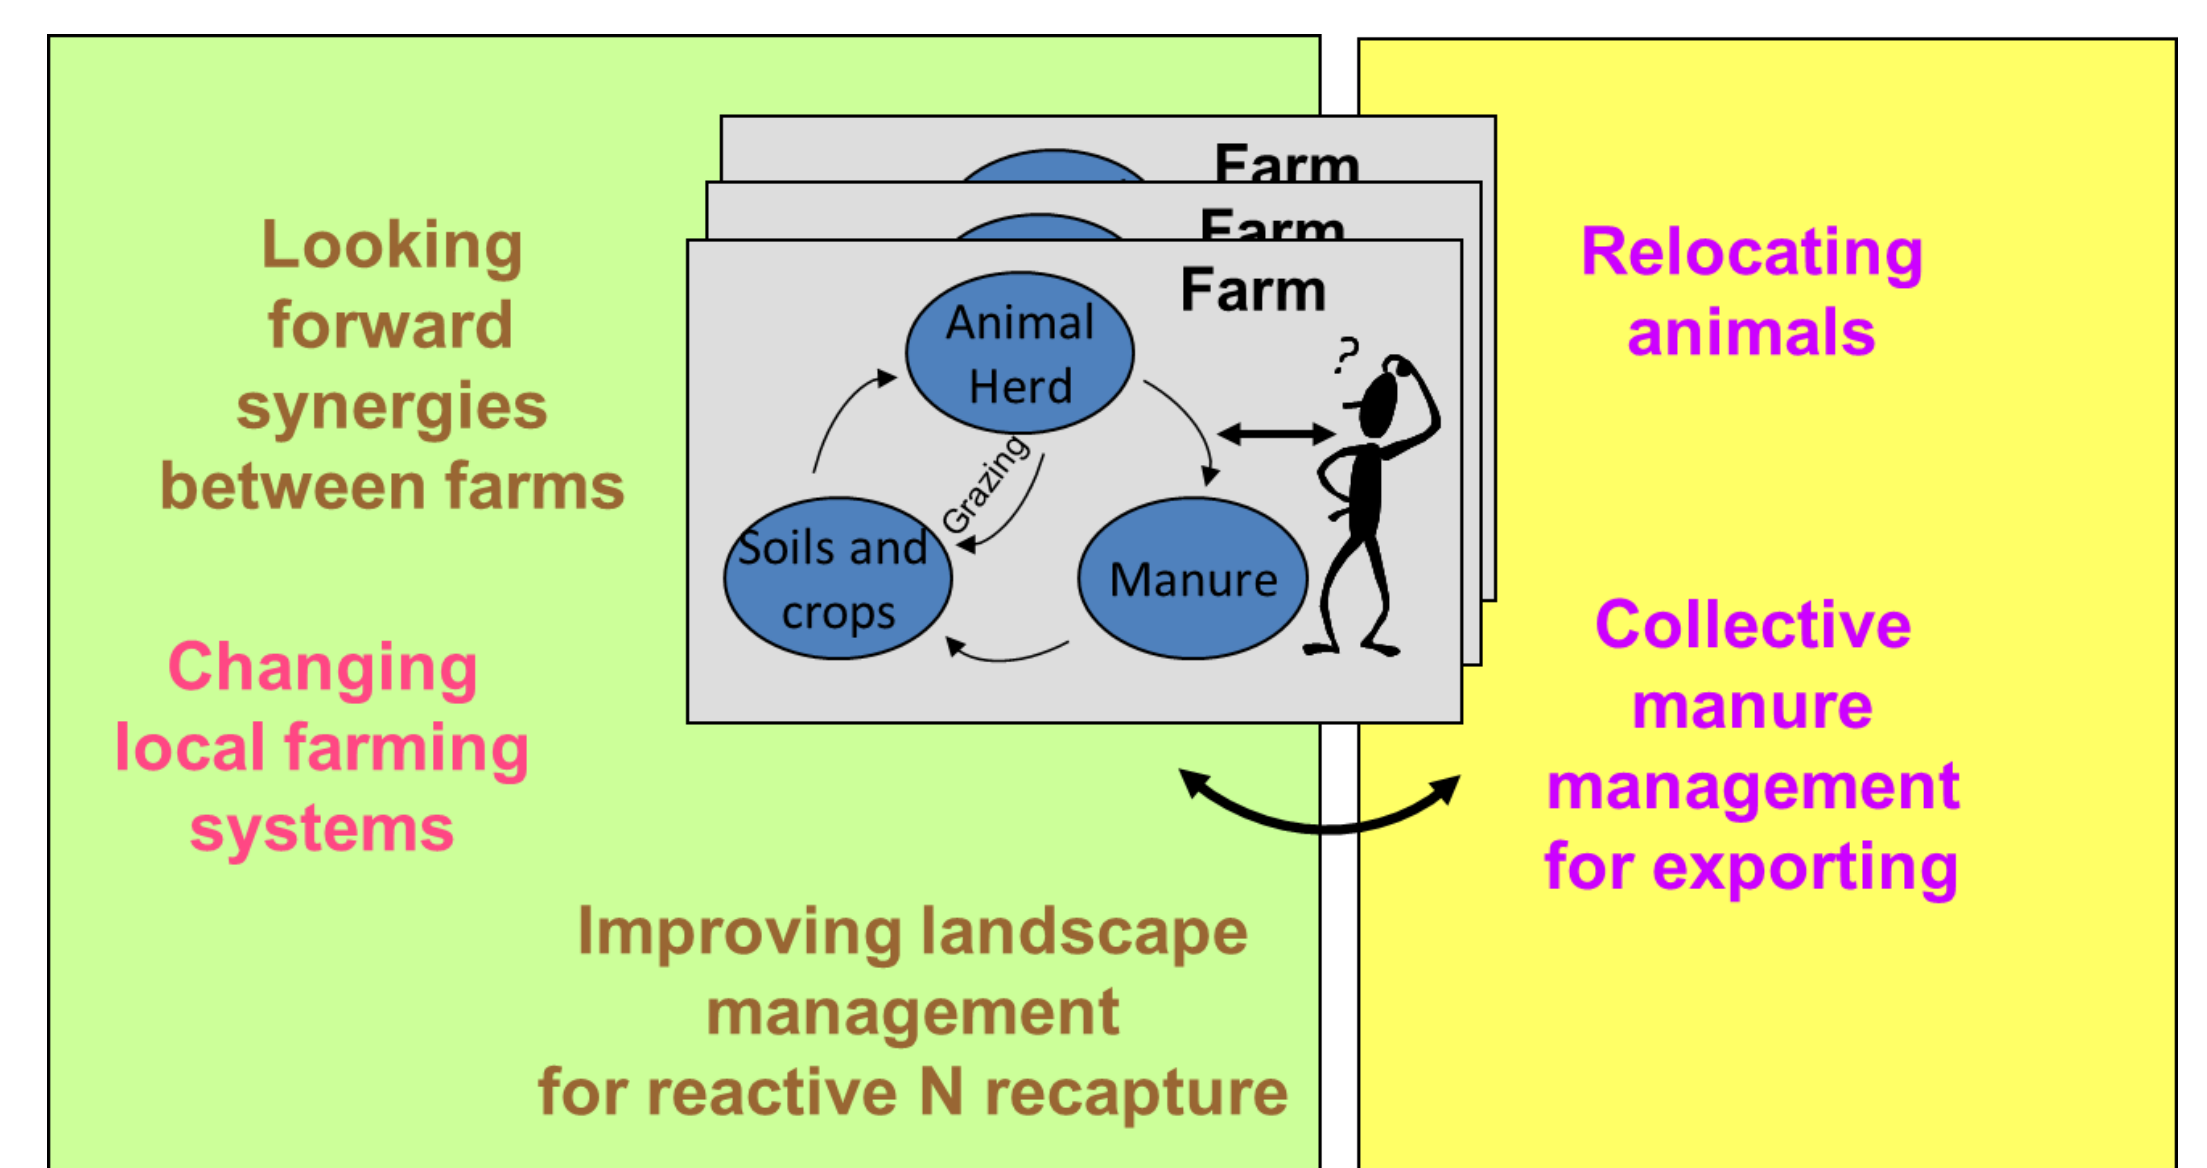 Looking
forward
synergies
between farms
Changing
local farming
systems
Improving landscape
management
for reactive N recapture
Farm
Farm
Farm
Animal
Herd
?
Grazing
Soils and
crops
Manure
Relocating
animals
Collective
manure
management
for exporting